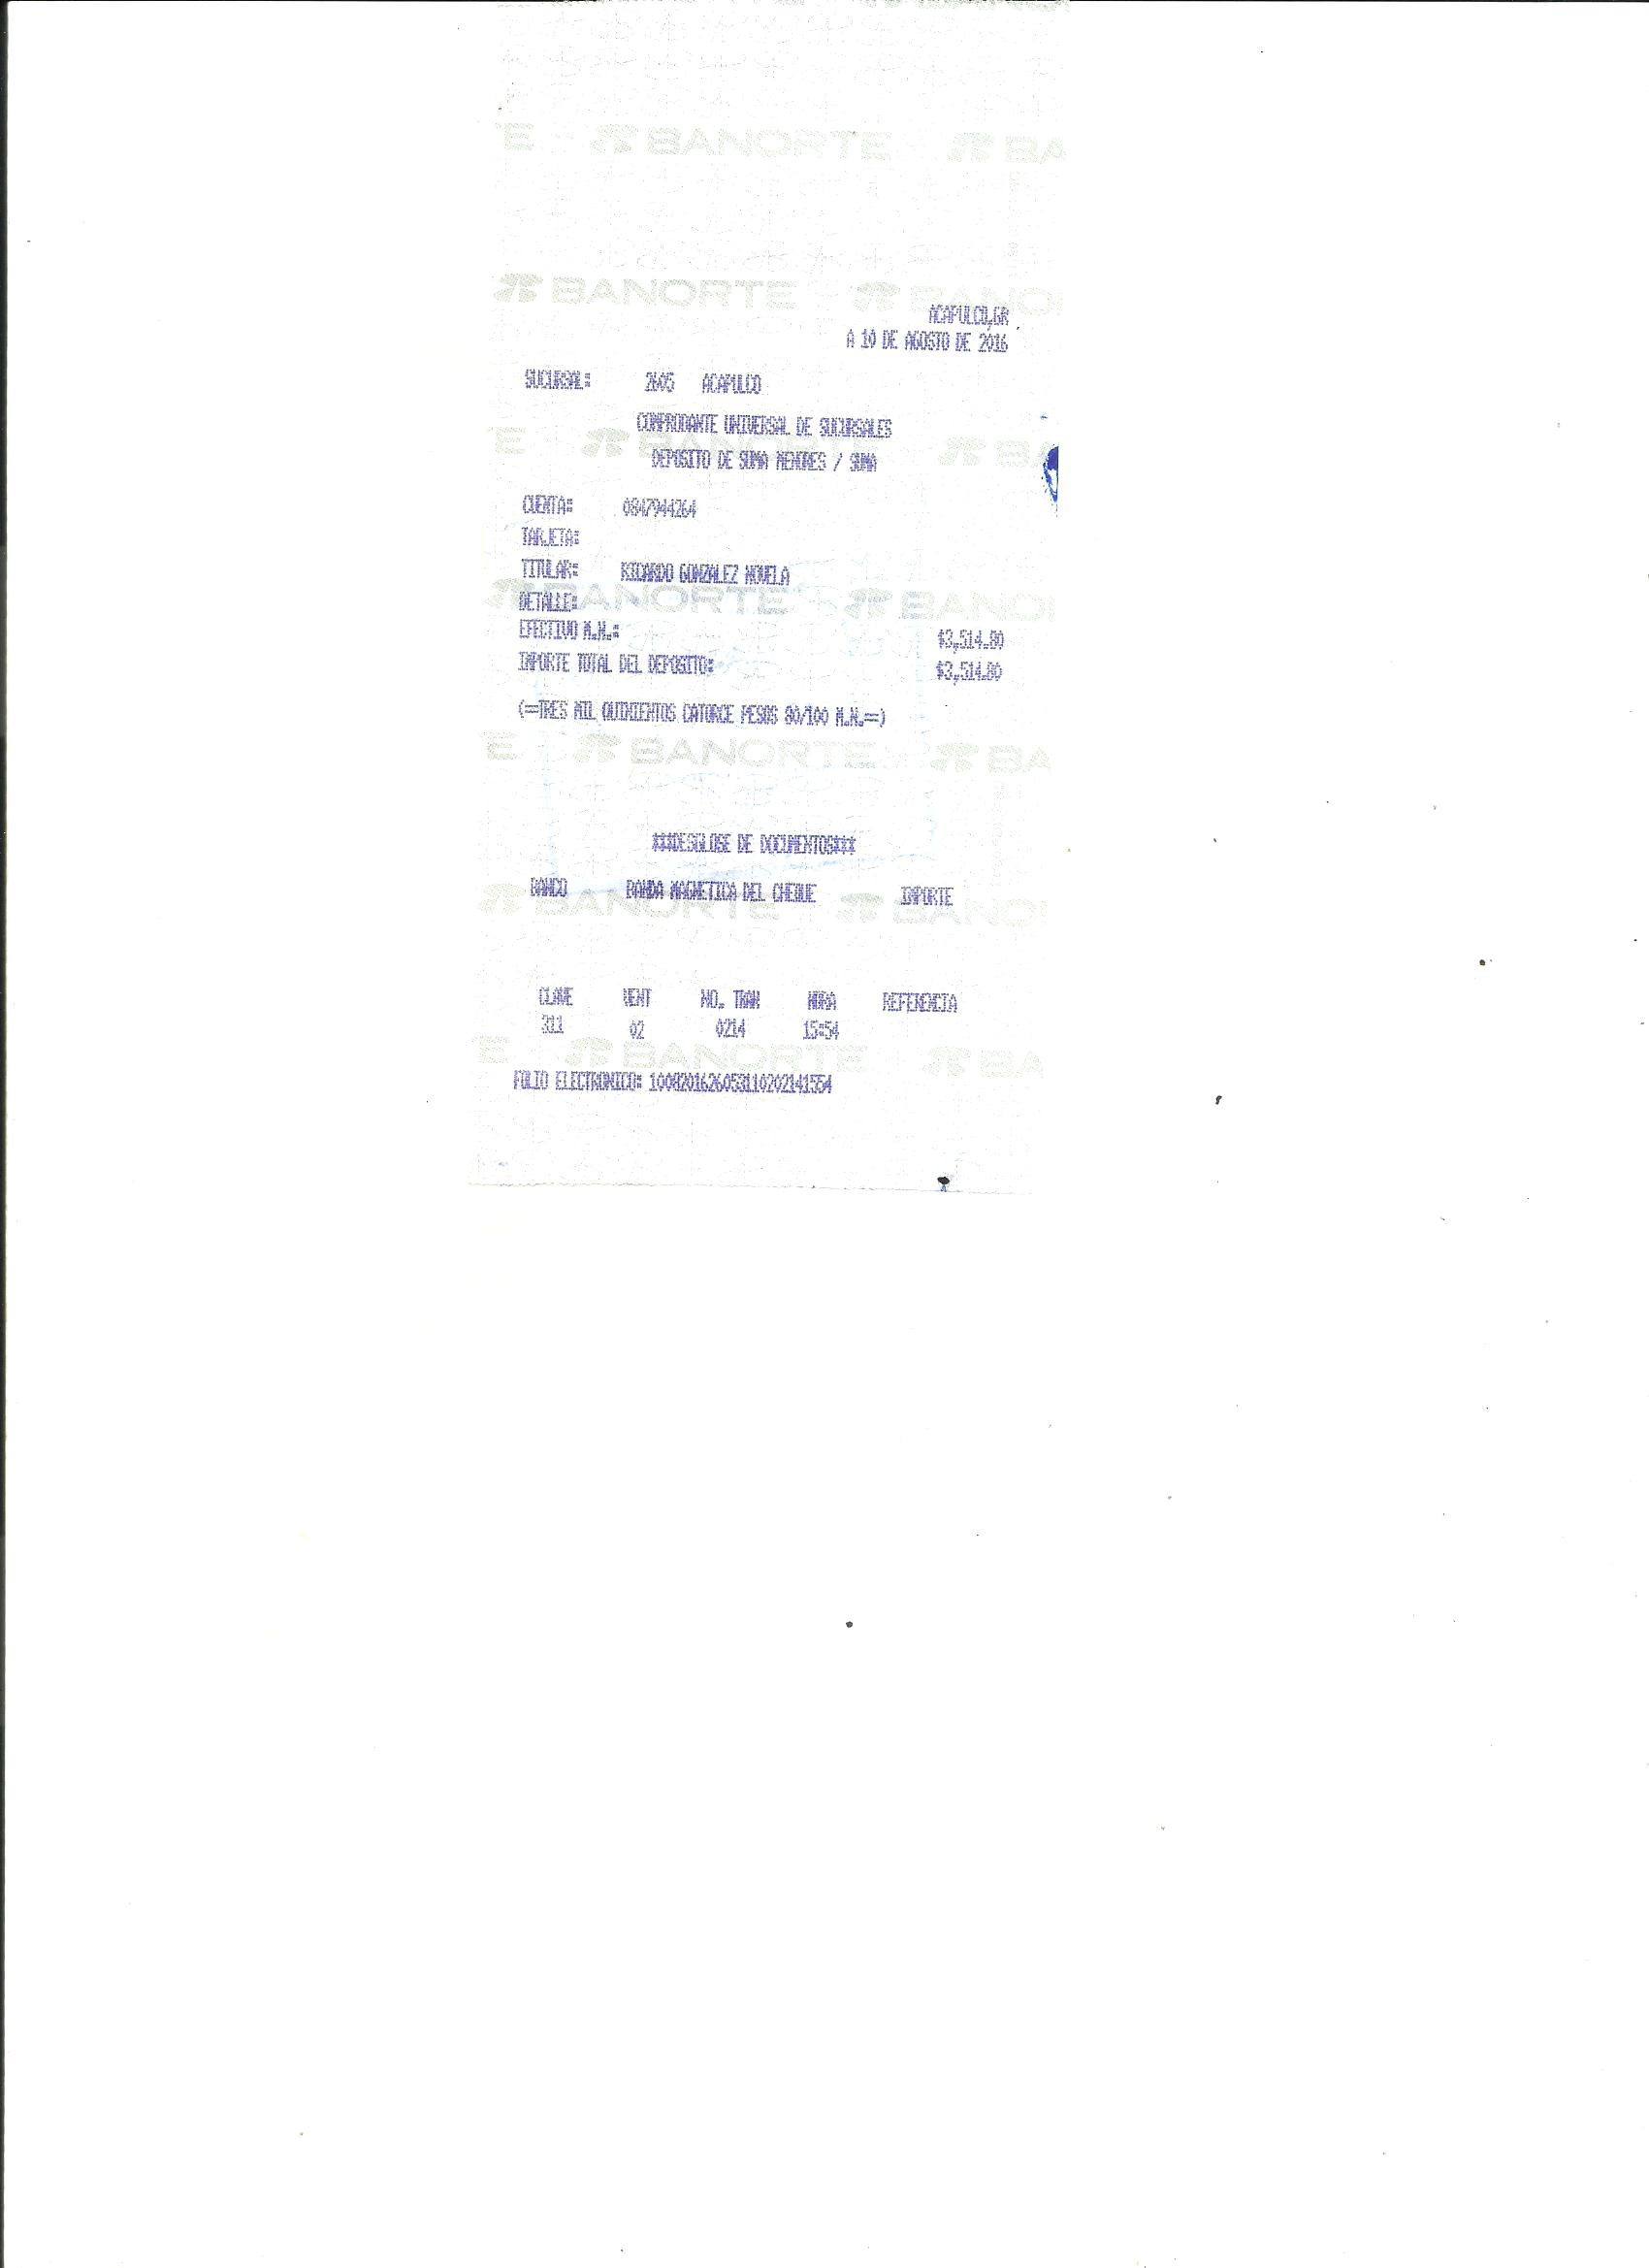 BANORTE
BANORTE
ACAPULCO,GR
A 10 DE AGOSTO DE 2016
SUCURSAL: 2605 ACAPULCO
COMPROBANTE UNIVERSAL DE SUCURSALES
DEPOSITO DE SUMA MENORES / SUMA
CUENTA: 0847944264
TARJETA:
TITULAR: RICARDO GONZALEZ NOVELA
DETALLE:
EFECTIVO M.N.: $3,514.80
IMPORTE TOTAL DEL DEPOSITO: $3,514.80
(=TRES MIL QUINIENTOS CATORCE PESOS 80/100 M.N.==)
BANORTE
***DESGLOSE DE DOCUMENTOS***
BANCO BANDA MAGNETICA DEL CHEQUE IMPORTE
CLAVE VENT NO. TRAN HORA REFERENCIA
311 02 0214 15:54
BANORTE
FOLIO ELECTRONICO: 1008201626053110202141554